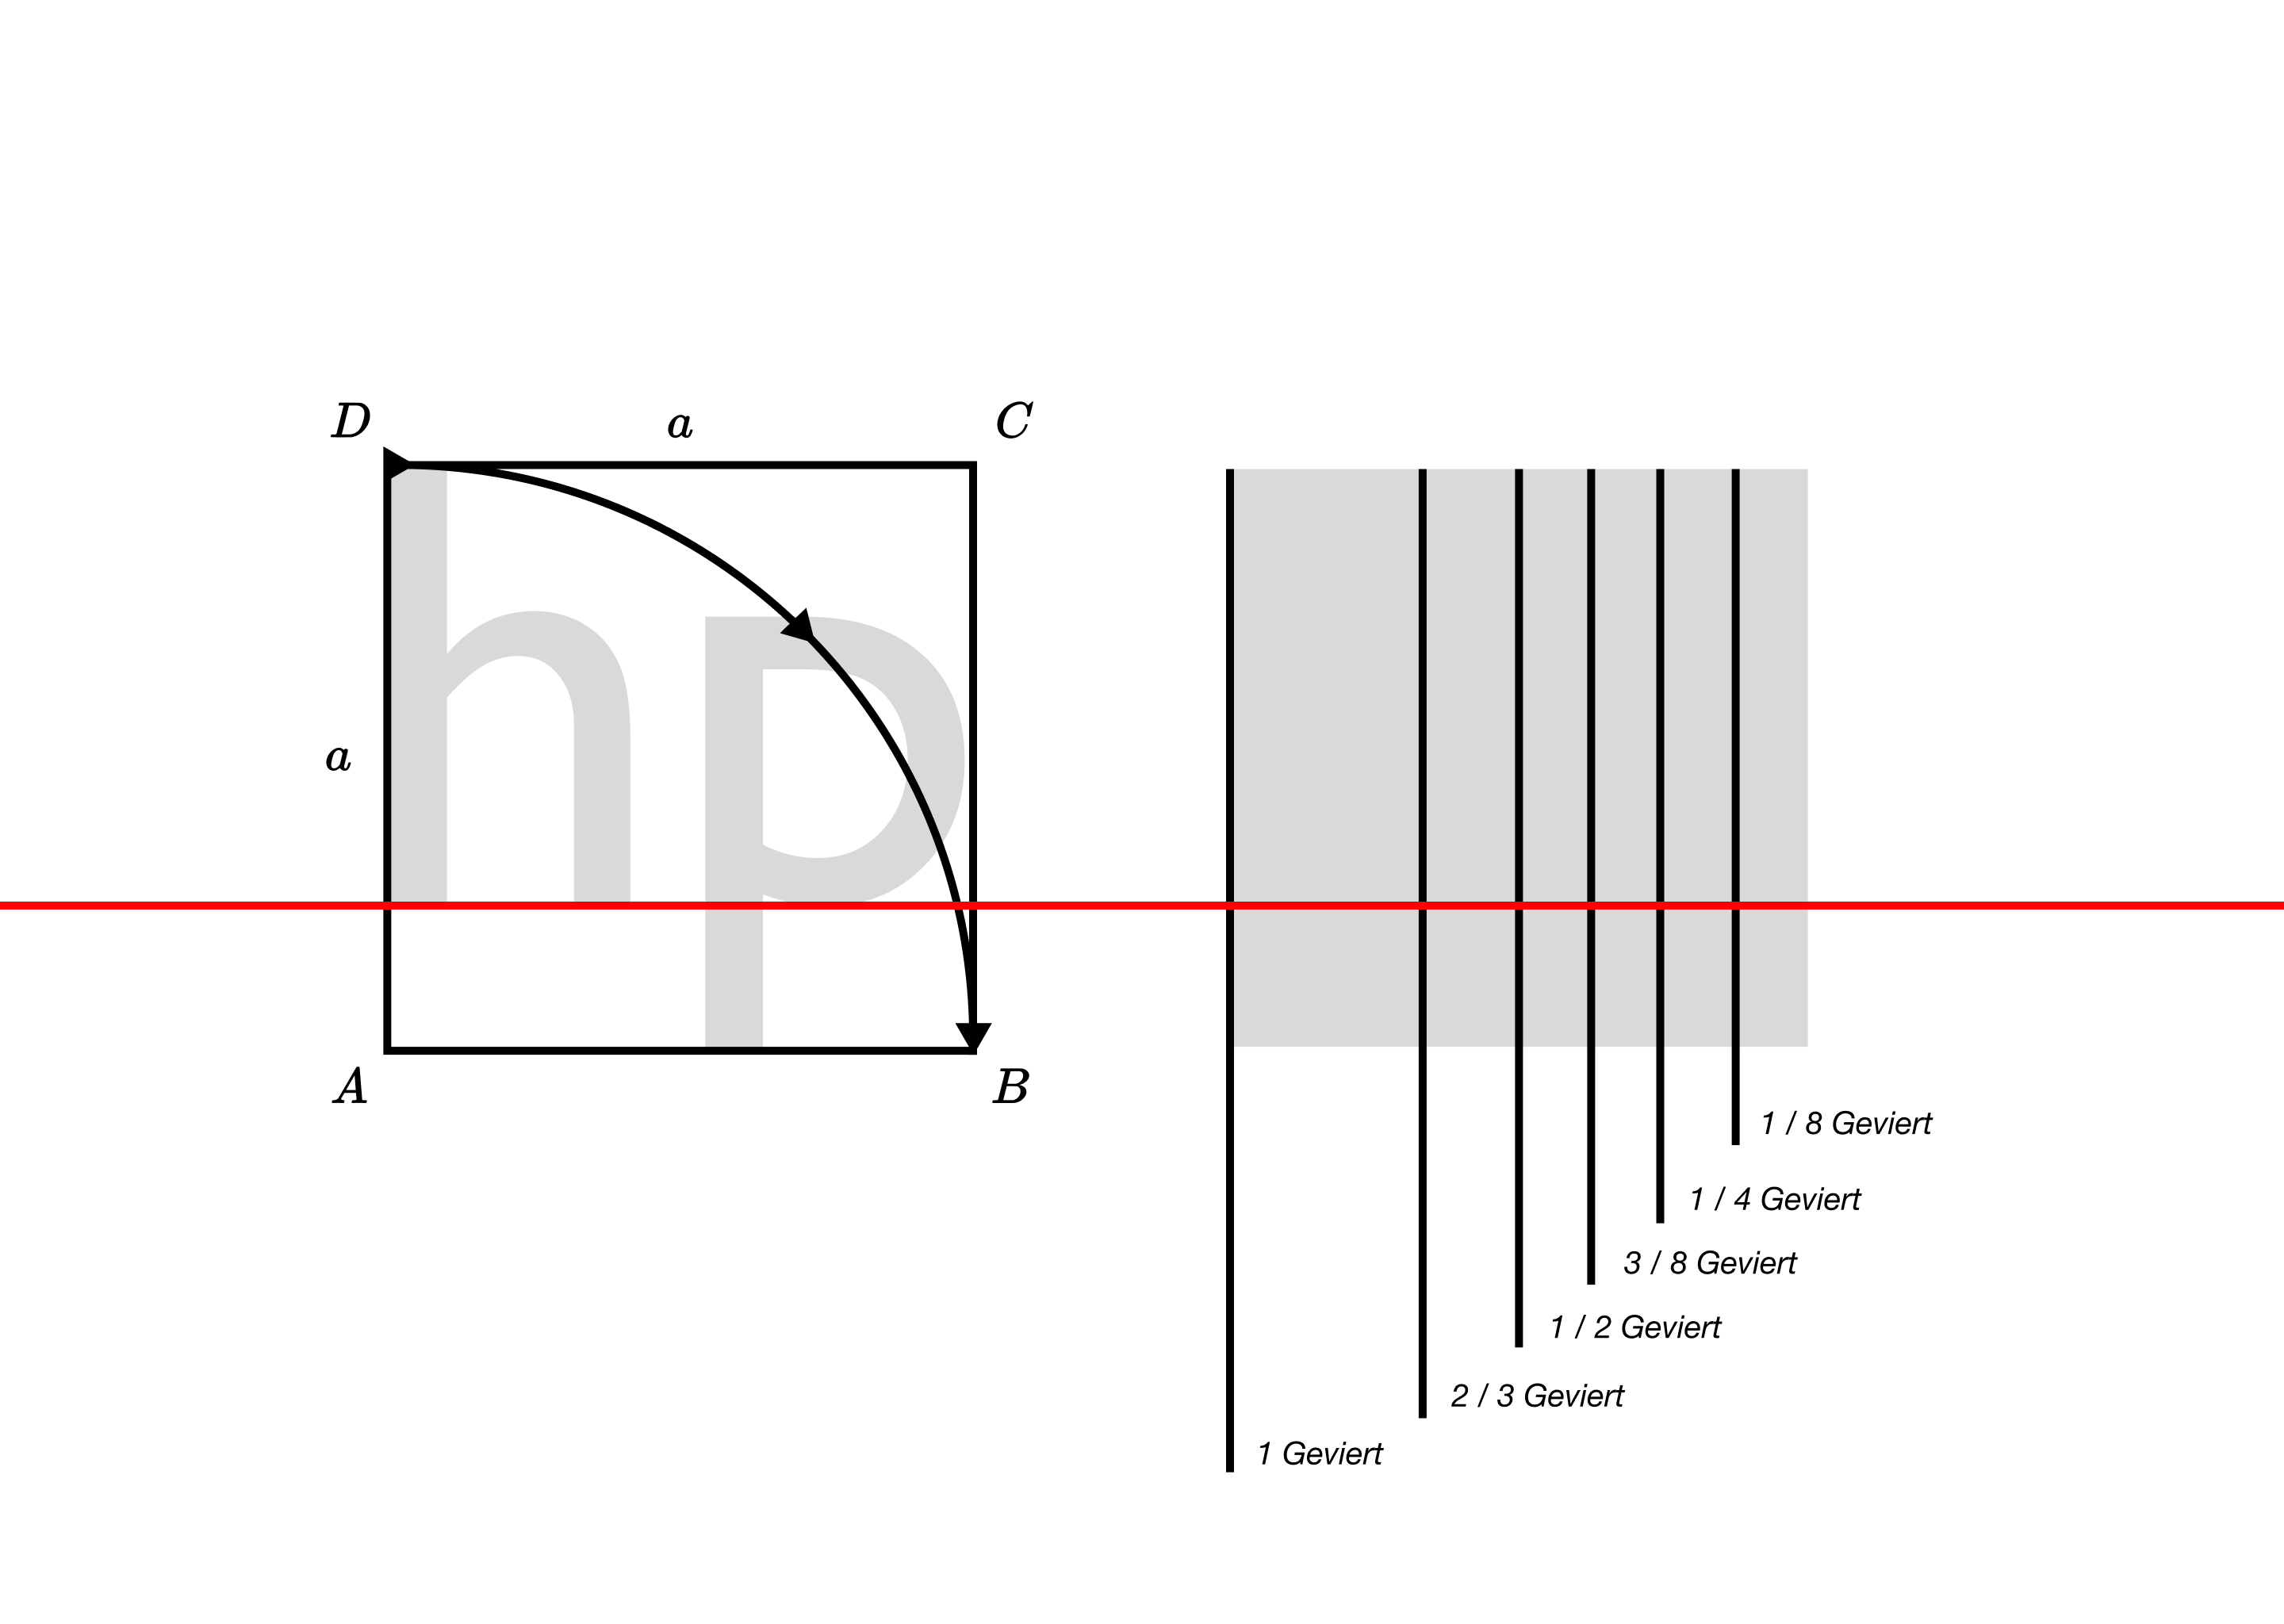 D a C
a
hp
A B
1 / 8 Geviert
1 / 4 Geviert
3 / 8 Geviert
1 / 2 Geviert
2 / 3 Geviert
1 Geviert